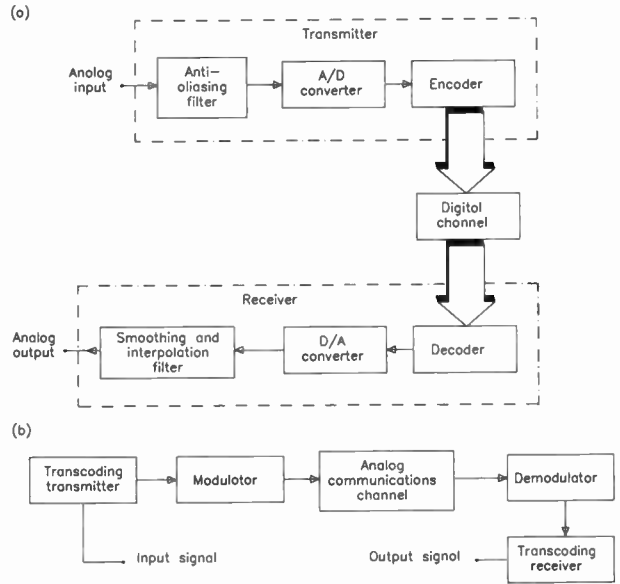 (a)
Transmitter
Analog
input
Anti-
aliasing
filter
A/D
converter
Encoder
Digital
channel
Receiver
Analog
output
Smoothing and
interpolation
filter
D/A
converter
Decoder
(b)
Transcoding
transmitter
Modulator
Analog
communications
channel
Demodulator
Input signal
Output signal
Transcoding
receiver